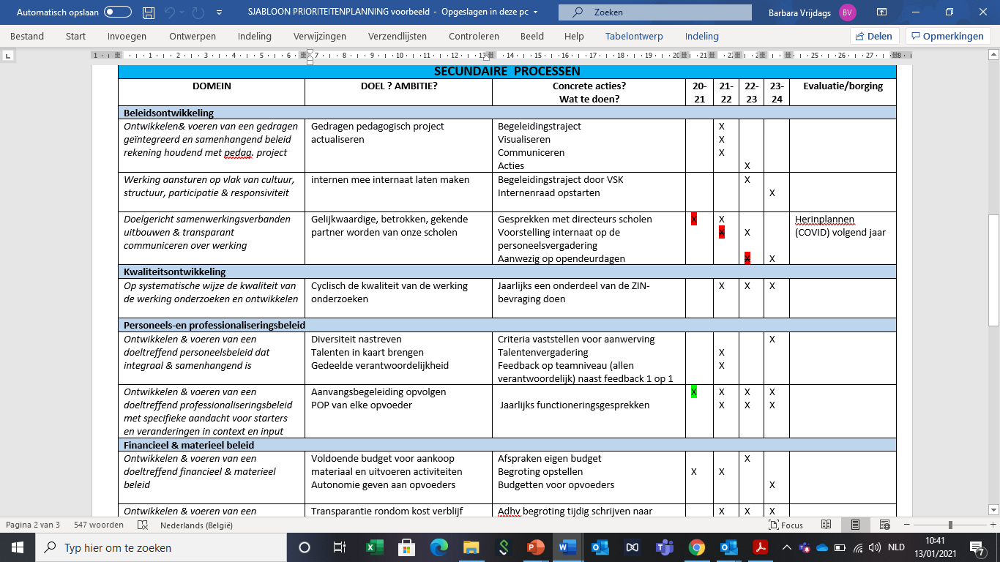 Automatisch opslaan
SJABLOON PRIORITEITENPLANNING voorbeeld - Opgeslagen in deze pc
Zoeken
Barbara Vrijdags
BV
Bestand Start Invoegen Ontwerpen Indeling Verwijzingen Verzendlijsten Controleren Beeld Help Tabelontwerp Indeling
Delen
Opmerkingen
SECUNDAIRE PROCESSEN
DOMEIN
DOEL ? AMBITIE?
Concrete acties?
Wat te doen?
20-
21
21-
22
22-
23
23-
24
Evaluatie/borging
Beleidsontwikkeling
Ontwikkelen& voeren van een gedragen
geïntegreerd en samenhangend beleid
rekening houdend met pedag. project
Gedragen pedagogisch project
actualiseren
Begeleidingstraject X
Visualiseren X
Communiceren X
Acties X
Werking aansturen op vlak van cultuur,
structuur, participatie & responsiviteit
internen mee internaat laten maken
Begeleidingstraject door VSK X
Internenraad opstarten X
Doelgericht samenwerkingsverbanden
uitbouwen & transparant
communiceren over werking
Gelijkwaardige, betrokken, gekende
partner worden van onze scholen
Gesprekken met directeurs scholen X X
Voorstelling internaat op de X X
personeelsvergadering
Aanwezig op opendeurdagen X X
Herinplannen
(COVID) volgend jaar
Kwaliteitsontwikkeling
Op systematische wijze de kwaliteit van
de werking onderzoeken en ontwikkelen
Cyclisch de kwaliteit van de werking
onderzoeken
Jaarlijks een onderdeel van de ZIN- X X X
bevraging doen
Personeels-en professionaliseringsbeleid
Ontwikkelen & voeren van een
doeltreffend personeelsbeleid dat
integraal & samenhangend is
Diversiteit nastreven
Talenten in kaart brengen
Gedeelde verantwoordelijkheid
Criteria vaststellen voor aanwerving X
Talentenvergadering X
Feedback op teamniveau (allen X
verantwoordelijk) naast feedback 1 op 1
Ontwikkelen & voeren van een
doeltreffend professionaliseringsbeleid
met specifieke aandacht voor starters
en veranderingen in context en input
Aanvangsbegeleiding opvolgen X X X X
POP van elke opvoeder
Jaarlijks functioneringsgesprekken X X X
Financieel & materieel beleid
Ontwikkelen & voeren van een
doeltreffend financieel & materieel
beleid
Voldoende budget voor aankoop
materiaal en uitvoeren activiteiten
Autonomie geven aan opvoeders
Afspraken eigen budget X
Begroting opstellen X X
Budgetten voor opvoeders X
Ontwikkelen & voeren van een
Transparantie rondom kost verblijf
Adhv begroting tijdig schrijven naar X X X
Pagina 2 van 3 547 woorden Nederlands (België)
Focus
Typ hier om te zoeken
NLD
10:41
13/01/2021
7